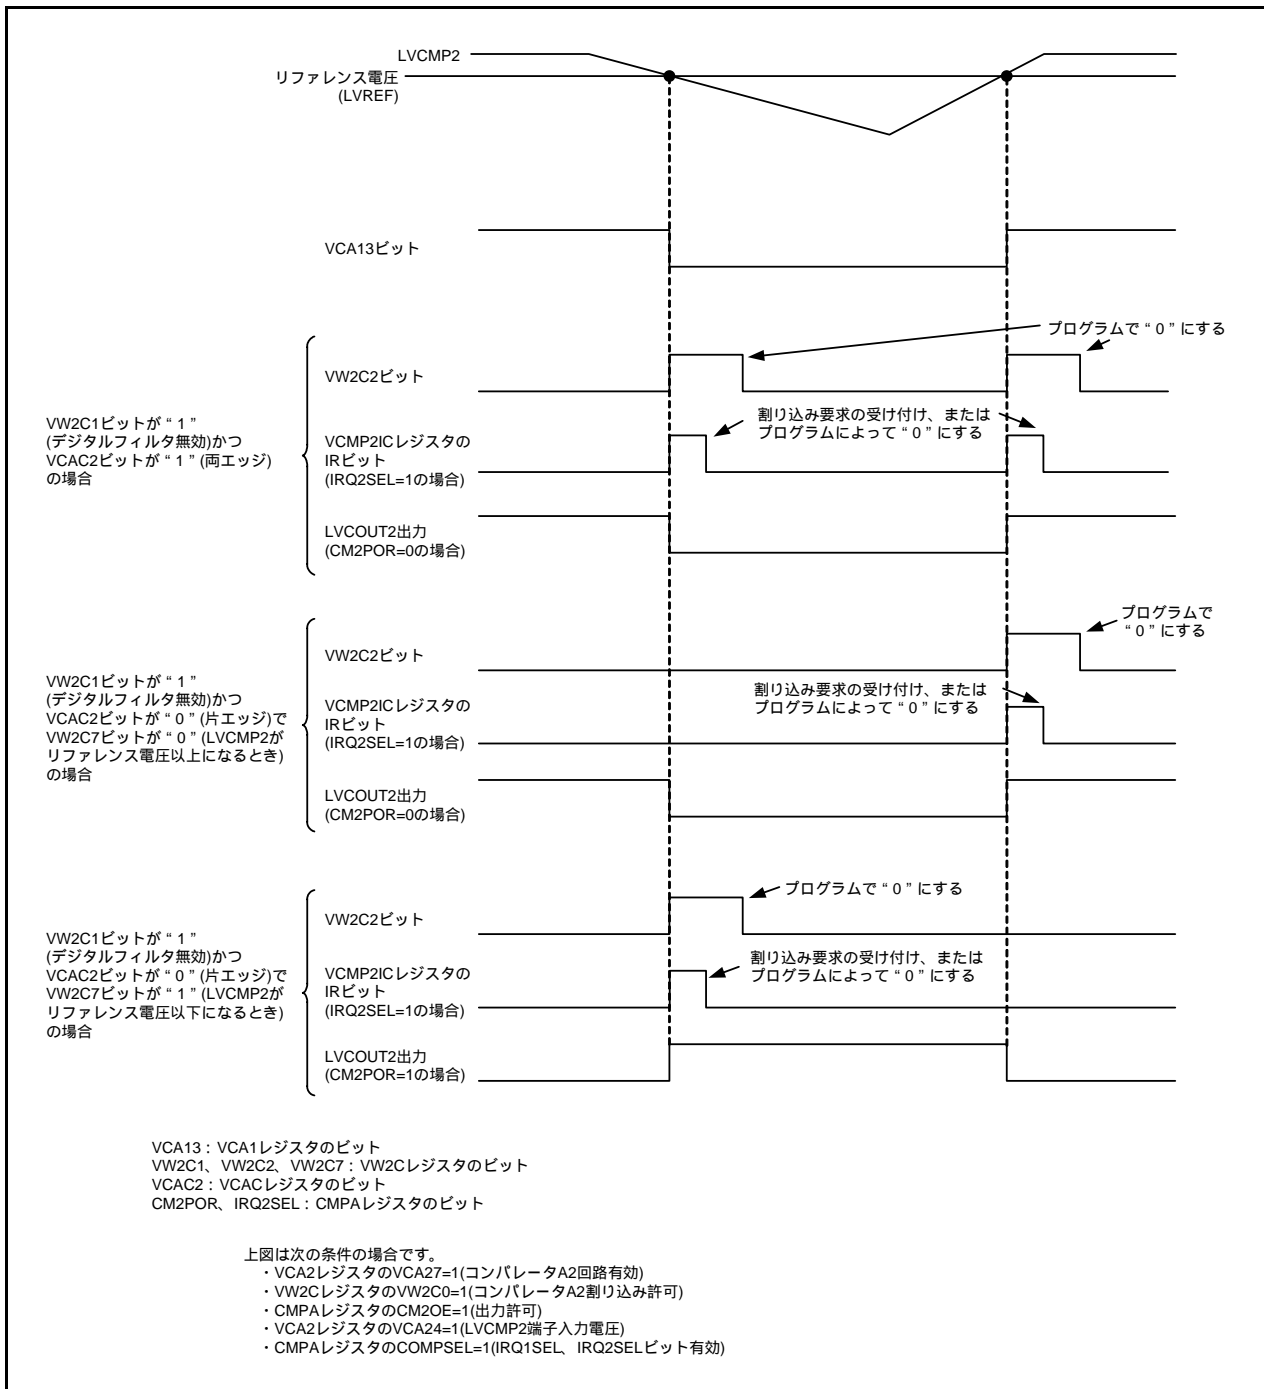 LVCMP2
リファレンス電圧
(LVREF)
VCA13ビット
プログラムで“0”にする
VW2C2ビット
VW2C1ビットが“1”
(デジタルフィルタ無効)かつ
VCAC2ビットが“1”(両エッジ)
の場合
割り込み要求の受け付け、または
プログラムによって“0”にする
VCMP2ICレジスタの
IRビット
(IRQ2SEL=1の場合)
LVCOUT2出力
(CM2POR=0の場合)
プログラムで
“0”にする
VW2C2ビット
VW2C1ビットが“1”
(デジタルフィルタ無効)かつ
VCAC2ビットが“0”(片エッジ)で
VW2C7ビットが“0”(LVCMP2が
リファレンス電圧以上になるとき)
の場合
割り込み要求の受け付け、または
プログラムによって“0”にする
VCMP2ICレジスタの
IRビット
(IRQ2SEL=1の場合)
LVCOUT2出力
(CM2POR=0の場合)
プログラムで“0”にする
VW2C2ビット
VW2C1ビットが“1”
(デジタルフィルタ無効)かつ
VCAC2ビットが“0”(片エッジ)で
VW2C7ビットが“1”(LVCMP2が
リファレンス電圧以下になるとき)
の場合
割り込み要求の受け付け、または
プログラムによって“0”にする
VCMP2ICレジスタの
IRビット
(IRQ2SEL=1の場合)
LVCOUT2出力
(CM2POR=1の場合)
VCA13：VCA1レジスタのビット
VW2C1、VW2C2、VW2C7：VW2Cレジスタのビット
VCAC2：VCACレジスタのビット
CM2POR、IRQ2SEL：CMPAレジスタのビット
上図は次の条件の場合です。
・VCA2レジスタのVCA27=1(コンパレータA2回路有効)
・VW2CレジスタのVW2C0=1(コンパレータA2割り込み許可)
・CMPAレジスタのCM2OE=1(出力許可)
・VCA2レジスタのVCA24=1(LVCMP2端子入力電圧)
・CMPAレジスタのCOMPSEL=1(IRQ1SEL、IRQ2SELビット有効)